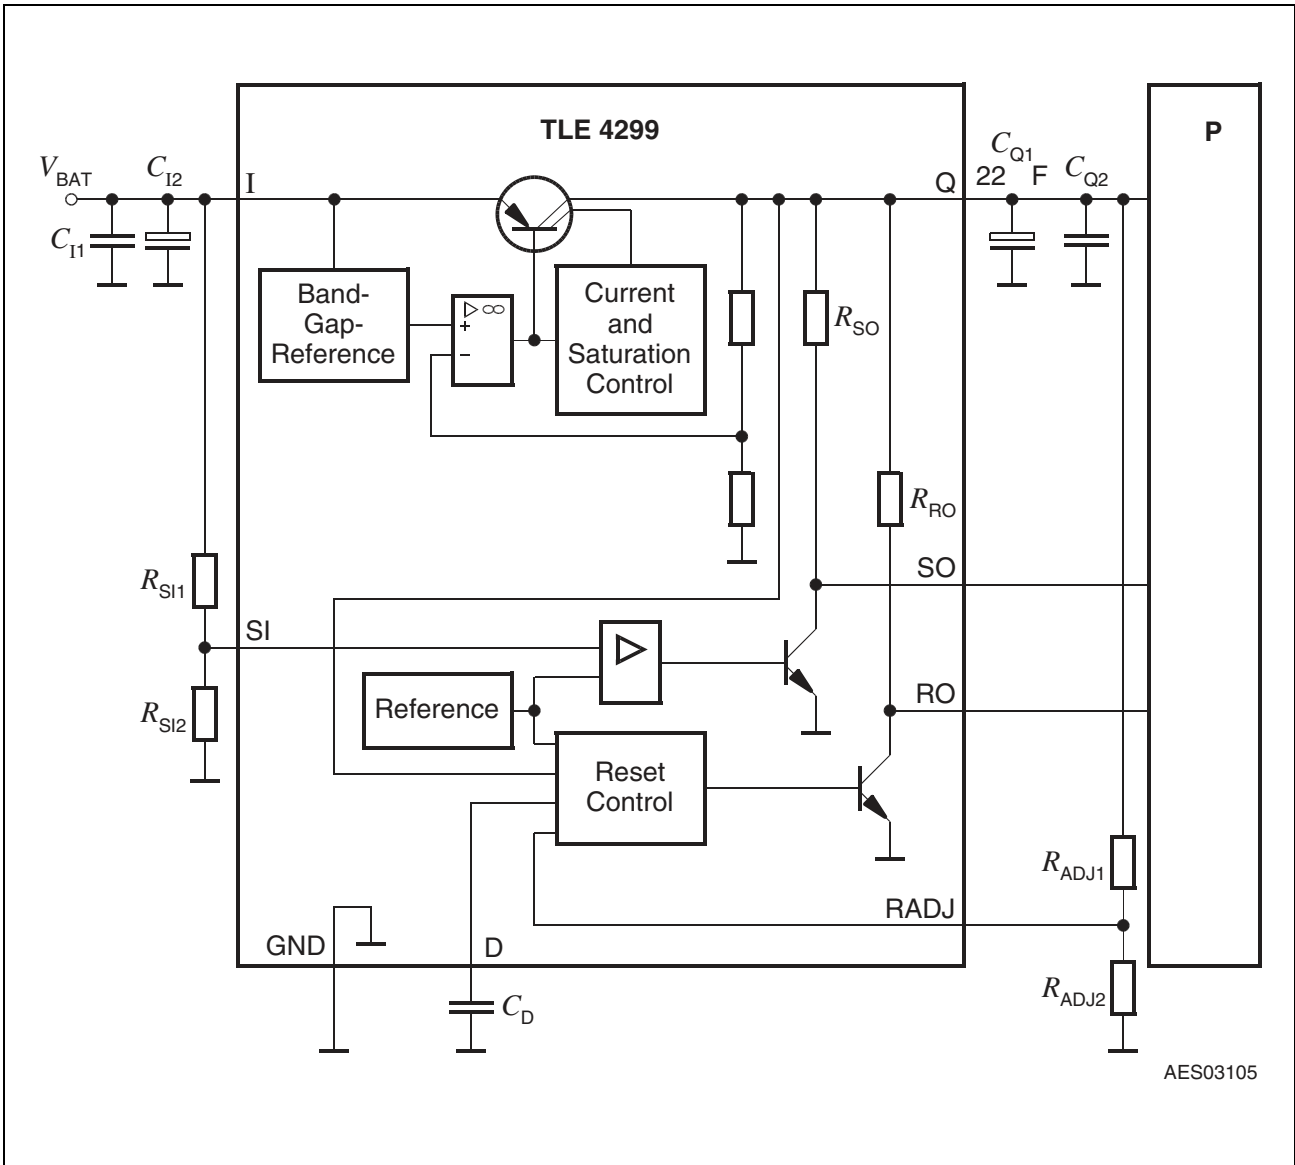 TLE 4299
P
V_BAT
C_I2
I
Q
C_Q1
22 F
C_Q2
C_I1
Band-
Gap-
Reference
▷ ∞
+
−
Current
and
Saturation
Control
R_SO
R_RO
SO
R_SI1
SI
R_SI2
Reference
RO
Reset
Control
R_ADJ1
RADJ
GND
D
C_D
R_ADJ2
AES03105